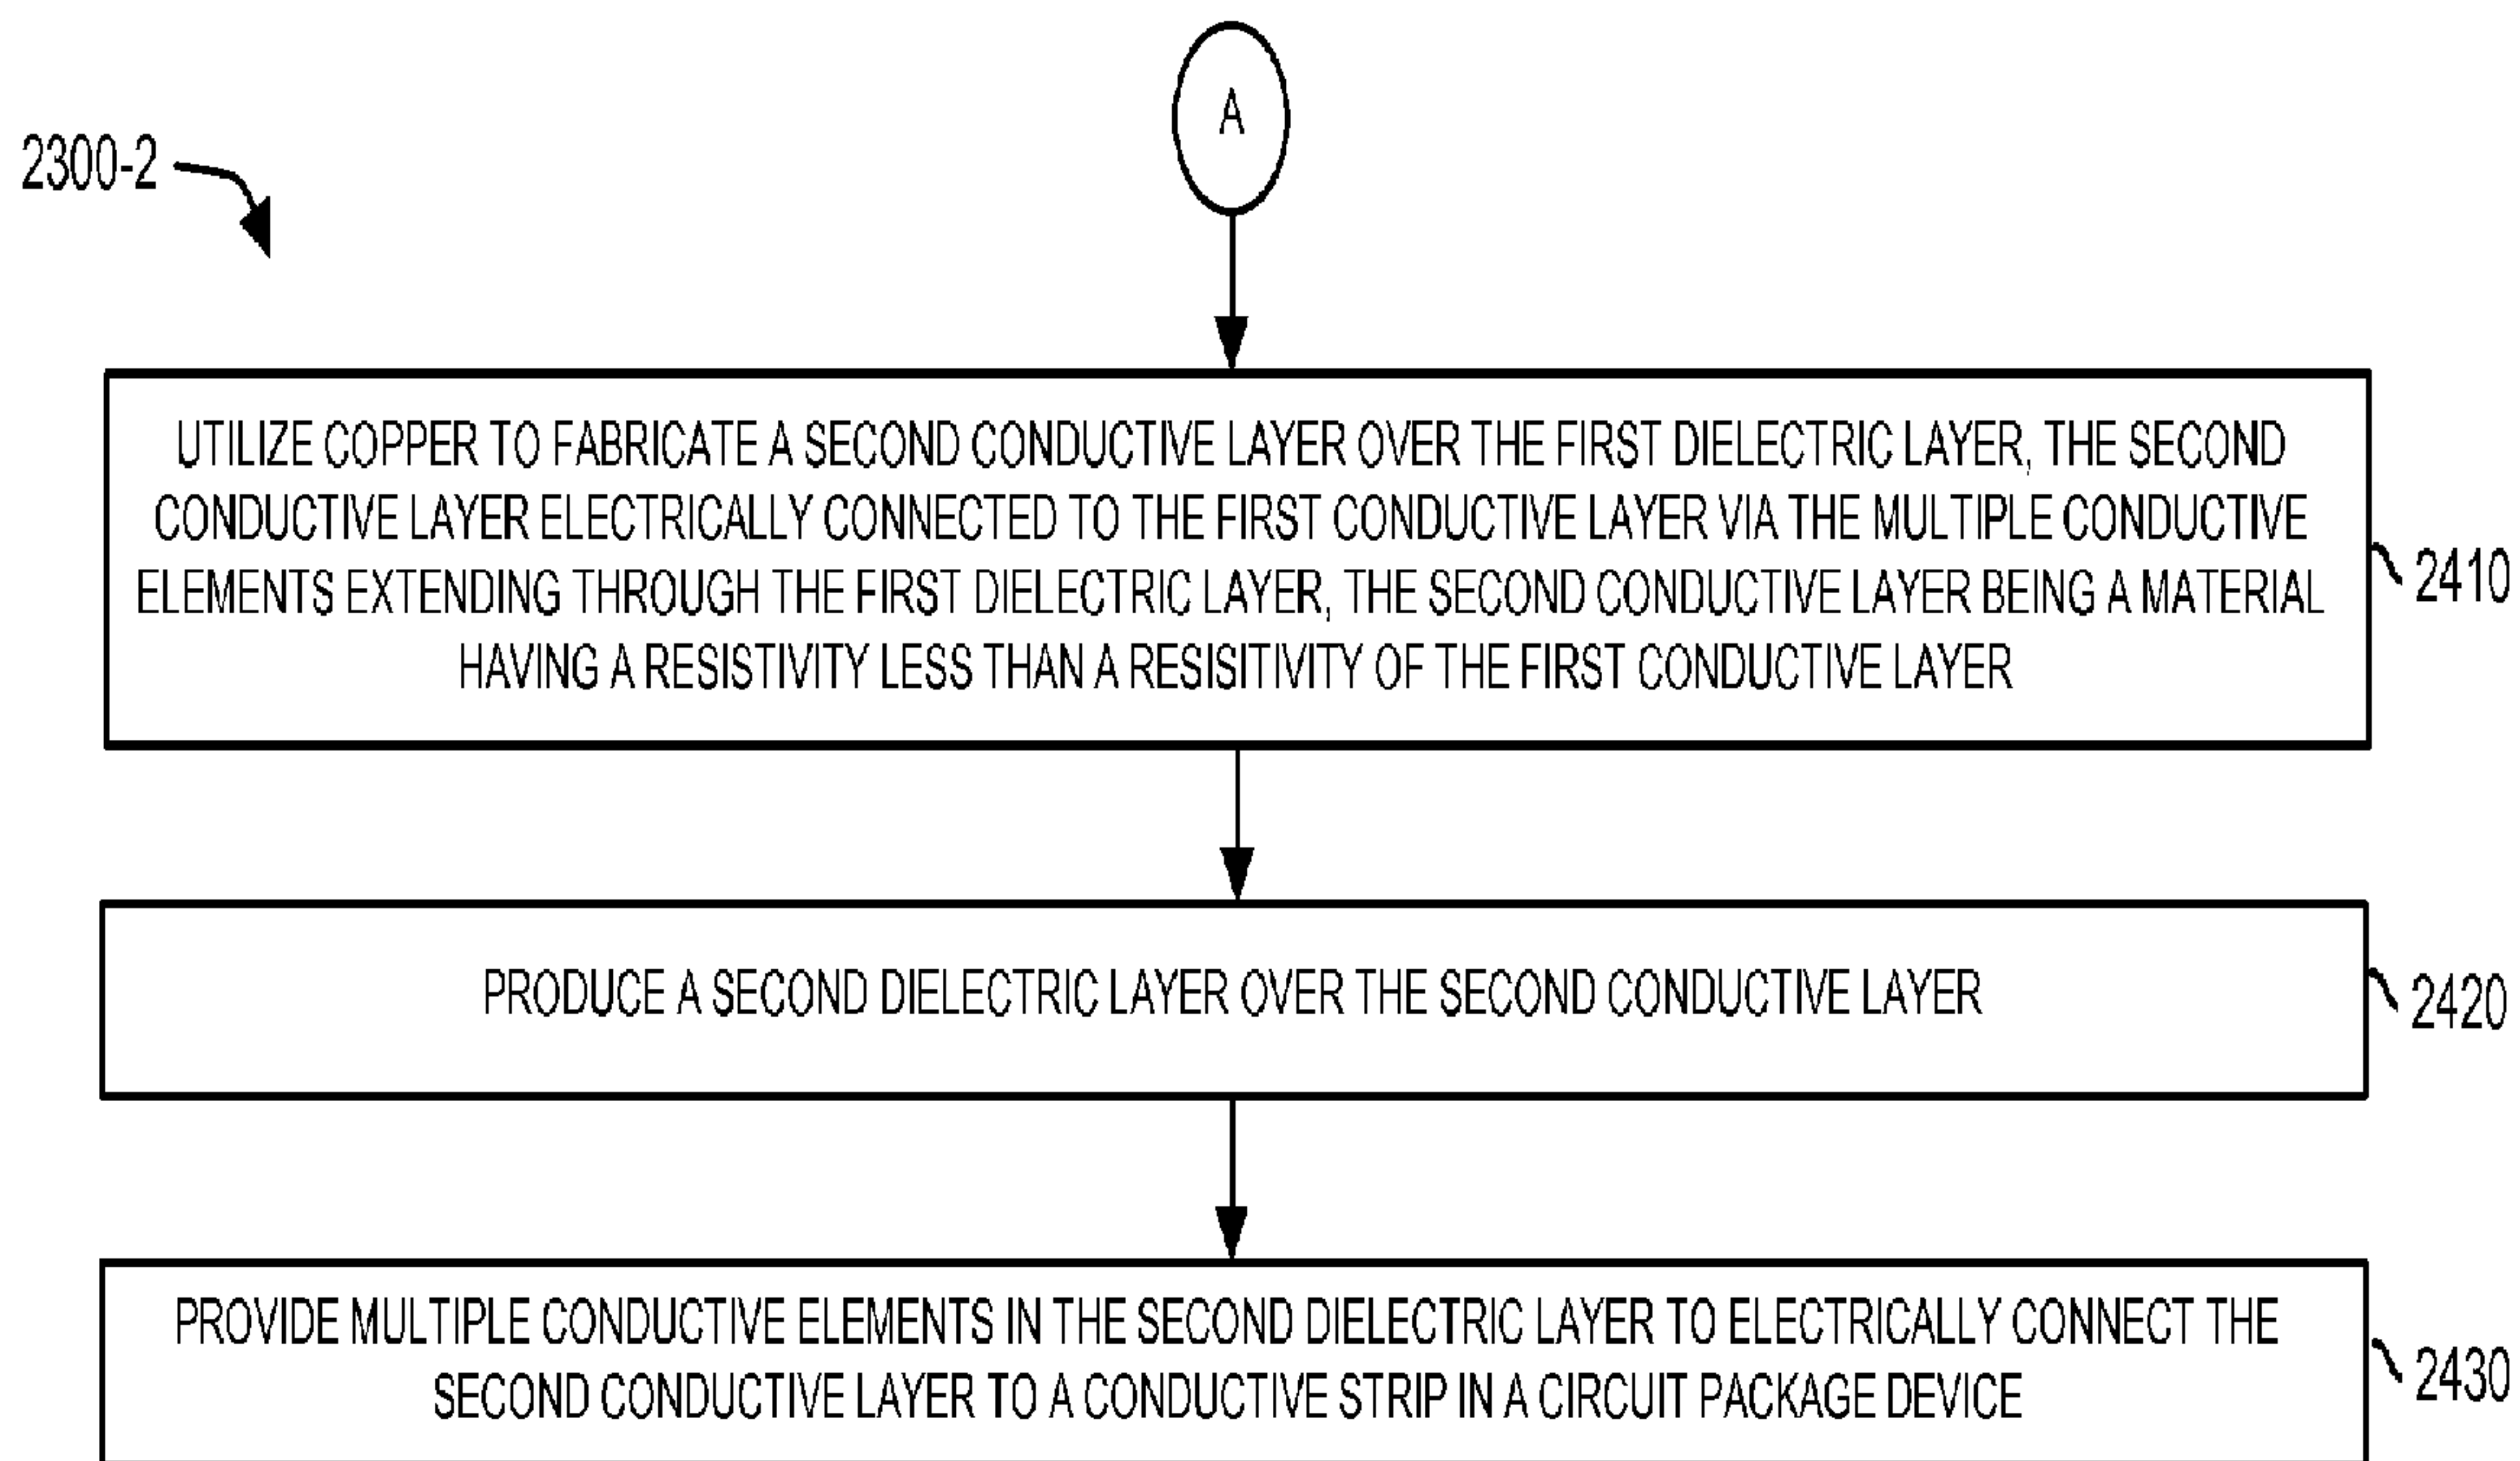 A
2300-2
UTILIZE COPPER TO FABRICATE A SECOND CONDUCTIVE LAYER OVER THE FIRST DIELECTRIC LAYER, THE SECOND
CONDUCTIVE LAYER ELECTRICALLY CONNECTED TO THE FIRST CONDUCTIVE LAYER VIA THE MULTIPLE CONDUCTIVE
ELEMENTS EXTENDING THROUGH THE FIRST DIELECTRIC LAYER, THE SECOND CONDUCTIVE LAYER BEING A MATERIAL
HAVING A RESISTIVITY LESS THAN A RESISITIVITY OF THE FIRST CONDUCTIVE LAYER
2410
PRODUCE A SECOND DIELECTRIC LAYER OVER THE SECOND CONDUCTIVE LAYER
2420
PROVIDE MULTIPLE CONDUCTIVE ELEMENTS IN THE SECOND DIELECTRIC LAYER TO ELECTRICALLY CONNECT THE
SECOND CONDUCTIVE LAYER TO A CONDUCTIVE STRIP IN A CIRCUIT PACKAGE DEVICE
2430